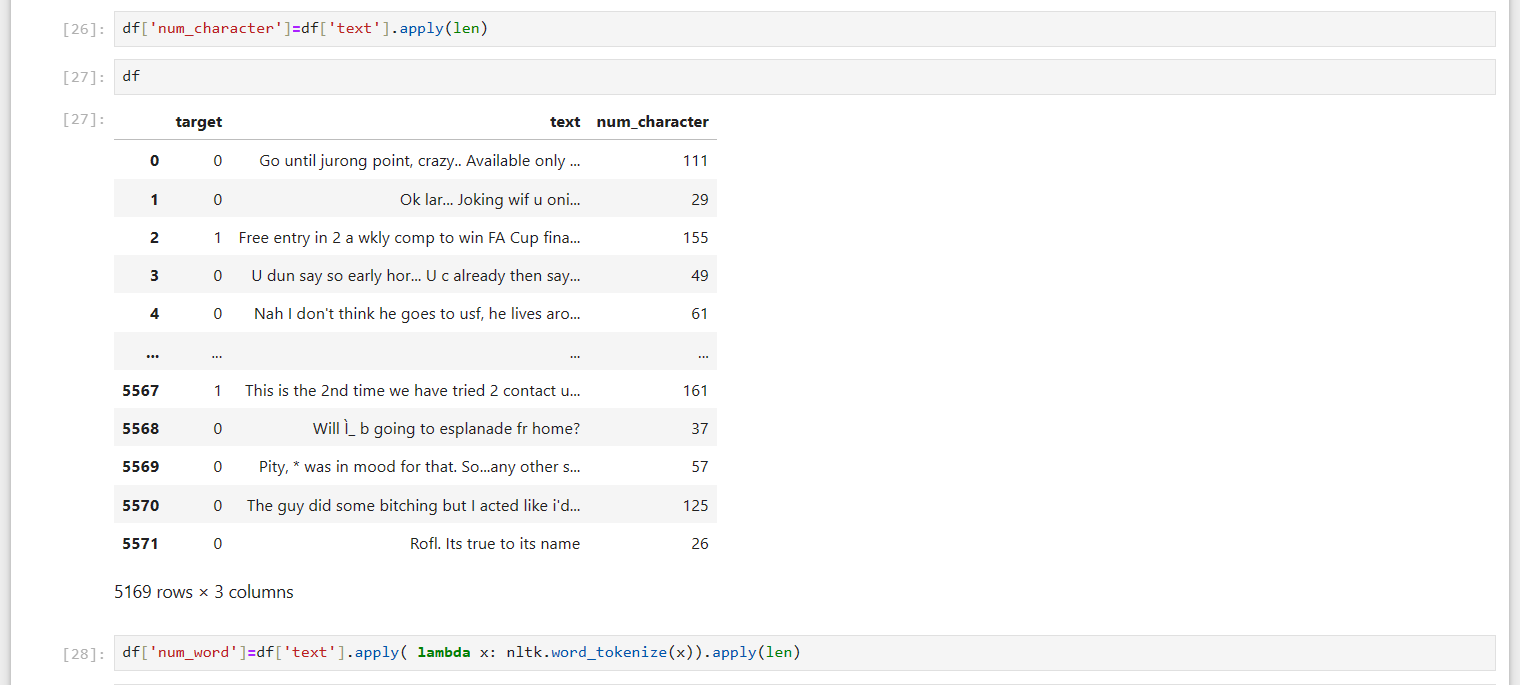 [26]: df['num_character']=df['text'].apply(len)
[27]: df
[27]: target text num_character
0 0 Go until jurong point, crazy.. Available only ... 111
1 0 Ok lar... Joking wif u oni... 29
2 1 Free entry in 2 a wkly comp to win FA Cup fina... 155
3 0 U dun say so early hor... U c already then say... 49
4 0 Nah I don't think he goes to usf, he lives aro... 61
... ... ... ...
5567 1 This is the 2nd time we have tried 2 contact u... 161
5568 0 Will Ì_ b going to esplanade fr home? 37
5569 0 Pity, * was in mood for that. So...any other s... 57
5570 0 The guy did some bitching but I acted like i'd... 125
5571 0 Rofl. Its true to its name 26
5169 rows × 3 columns
[28]: df['num_word']=df['text'].apply( lambda x: nltk.word_tokenize(x)).apply(len)